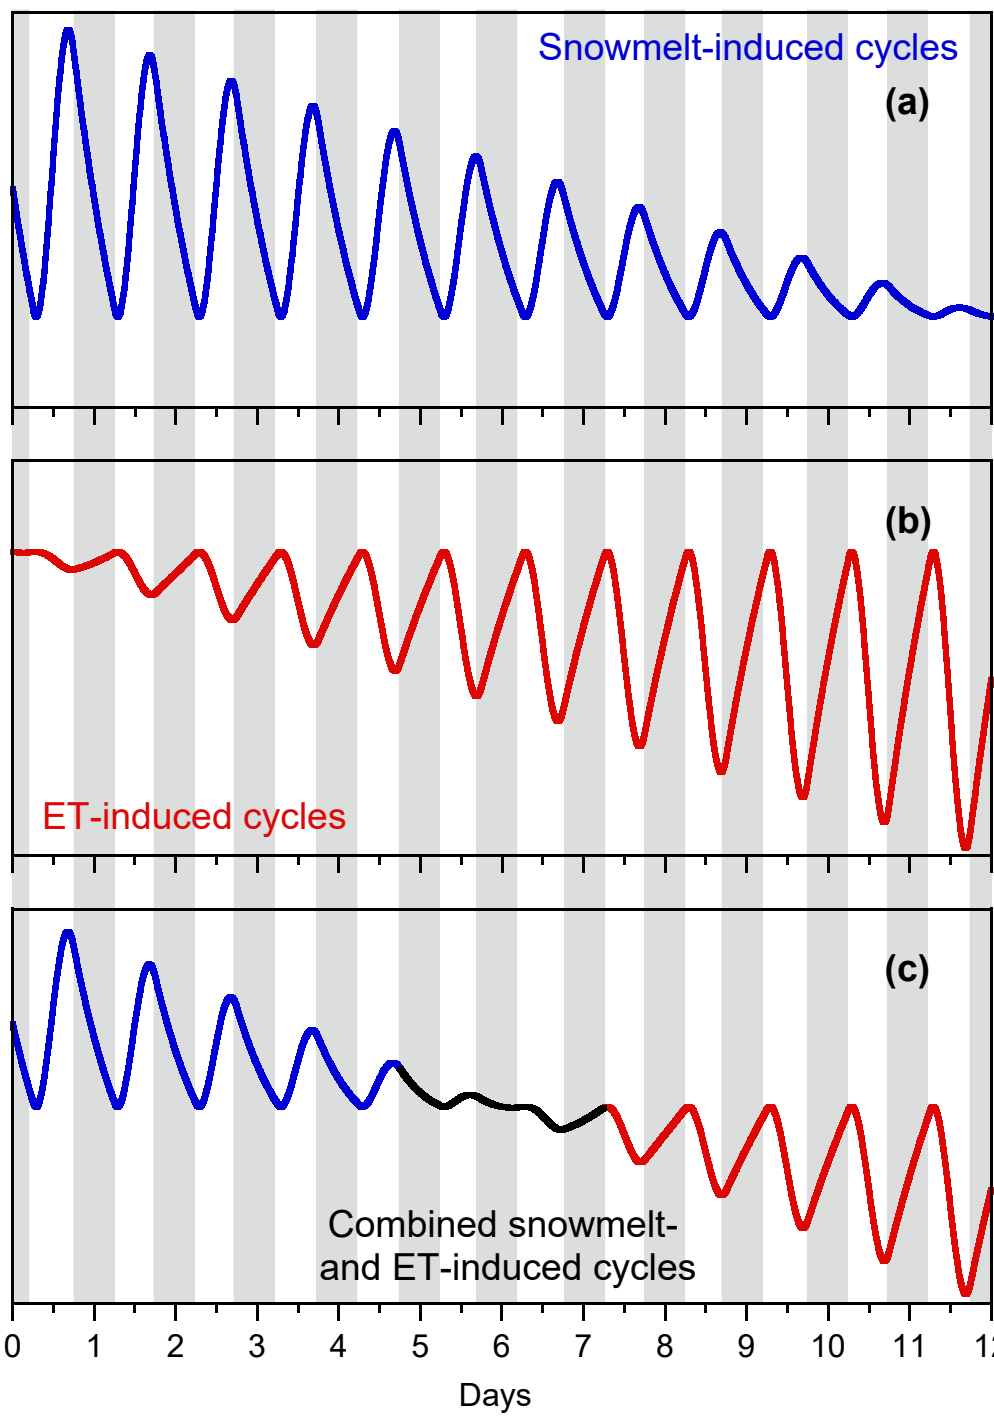 Snowmelt-induced cycles
(a)
(b)
ET-induced cycles
(c)
Combined snowmelt-
and ET-induced cycles
0 1 2 3 4 5 6 7 8 9 10 11 12
Days